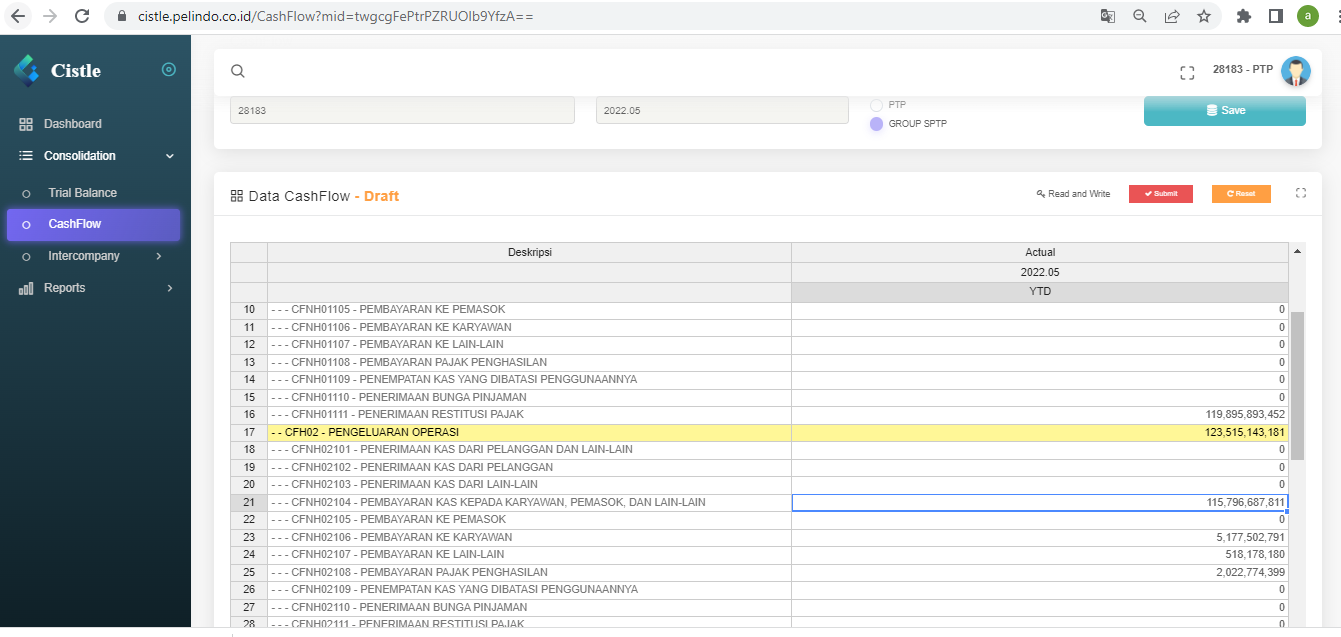 cistle.pelindo.co.id/CashFlow?mid=twgcgFePtrPZRUOlb9YfzA==
a
Cistle
28183 - PTP
28183
2022.05
PTP
GROUP SPTP
Save
Dashboard
Consolidation
Trial Balance
CashFlow
Intercompany
Reports
Data CashFlow - Draft
Read and Write
Submit
Reset
Deskripsi Actual
2022.05
YTD
10 - - - CFNH01105 - PEMBAYARAN KE PEMASOK 0
11 - - - CFNH01106 - PEMBAYARAN KE KARYAWAN 0
12 - - - CFNH01107 - PEMBAYARAN KE LAIN-LAIN 0
13 - - - CFNH01108 - PEMBAYARAN PAJAK PENGHASILAN 0
14 - - - CFNH01109 - PENEMPATAN KAS YANG DIBATASI PENGGUNAANNYA 0
15 - - - CFNH01110 - PENERIMAAN BUNGA PINJAMAN 0
16 - - - CFNH01111 - PENERIMAAN RESTITUSI PAJAK 119,895,893,452
17 - - CFH02 - PENGELUARAN OPERASI 123,515,143,181
18 - - - CFNH02101 - PENERIMAAN KAS DARI PELANGGAN DAN LAIN-LAIN 0
19 - - - CFNH02102 - PENERIMAAN KAS DARI PELANGGAN 0
20 - - - CFNH02103 - PENERIMAAN KAS DARI LAIN-LAIN 0
21 - - - CFNH02104 - PEMBAYARAN KAS KEPADA KARYAWAN, PEMASOK, DAN LAIN-LAIN 115,796,687,811
22 - - - CFNH02105 - PEMBAYARAN KE PEMASOK 0
23 - - - CFNH02106 - PEMBAYARAN KE KARYAWAN 5,177,502,791
24 - - - CFNH02107 - PEMBAYARAN KE LAIN-LAIN 518,178,180
25 - - - CFNH02108 - PEMBAYARAN PAJAK PENGHASILAN 2,022,774,399
26 - - - CFNH02109 - PENEMPATAN KAS YANG DIBATASI PENGGUNAANNYA 0
27 - - - CFNH02110 - PENERIMAAN BUNGA PINJAMAN 0
28 - - - CFNH02111 - PENERIMAAN RESTITUSI PAJAK 0